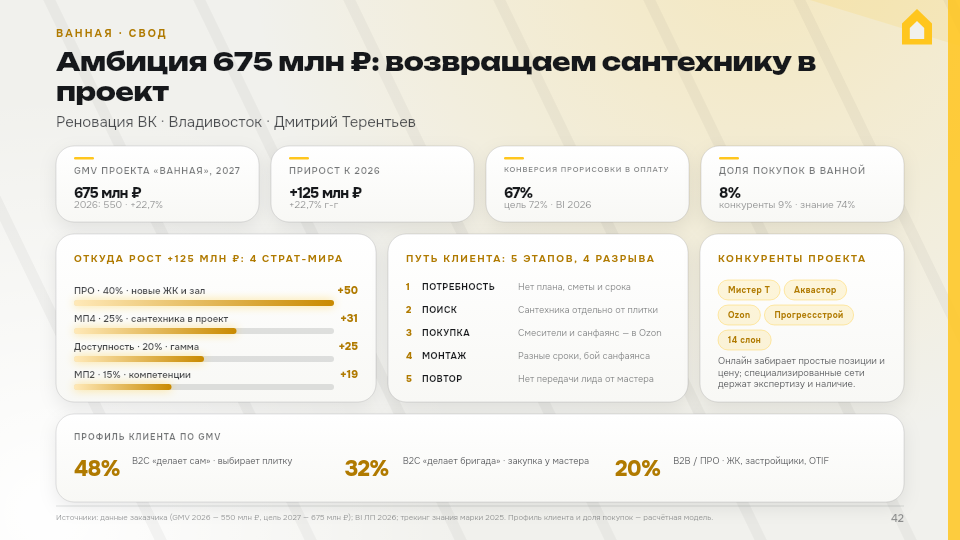 ВАННАЯ · СВОД
Амбиция 675 млн ₽: возвращаем сантехнику в
проект
Реновация ВК · Владивосток · Дмитрий Терентьев
GMV ПРОЕКТА «ВАННАЯ», 2027
675 млн ₽
2026: 550 · +22,7%
ПРИРОСТ К 2026
+125 млн ₽
+22,7% г-г
КОНВЕРСИЯ ПРОРИСОВКИ В ОПЛАТУ
67%
цель 72% · BI 2026
ДОЛЯ ПОКУПОК В ВАННОЙ
8%
конкуренты 9% · знание 74%
ОТКУДА РОСТ +125 МЛН ₽: 4 СТРАТ-МИРА
ПРО · 40% · новые ЖК и зал +50
МП4 · 25% · сантехника в проект +31
Доступность · 20% · гамма +25
МП2 · 15% · компетенции +19
ПУТЬ КЛИЕНТА: 5 ЭТАПОВ, 4 РАЗРЫВА
1 ПОТРЕБНОСТЬ Нет плана, сметы и срока
2 ПОИСК Сантехника отдельно от плитки
3 ПОКУПКА Смесители и санфаянс — в Ozon
4 МОНТАЖ Разные сроки, бой санфаянса
5 ПОВТОР Нет передачи лида от мастера
КОНКУРЕНТЫ ПРОЕКТА
Мистер Т Аквастор
Ozon Прогрессстрой
14 слон
Онлайн забирает простые позиции и
цену; специализированные сети
держат экспертизу и наличие.
ПРОФИЛЬ КЛИЕНТА ПО GMV
48% B2C «делает сам» · выбирает плитку
32% B2C «делает бригада» · закупка у мастера
20% B2B / ПРО · ЖК, застройщики, OTIF
Источники: данные заказчика (GMV 2026 — 550 млн ₽, цель 2027 — 675 млн ₽); BI ЛП 2026; трекинг знания марки 2025. Профиль клиента и доля покупок — расчётная модель.
42